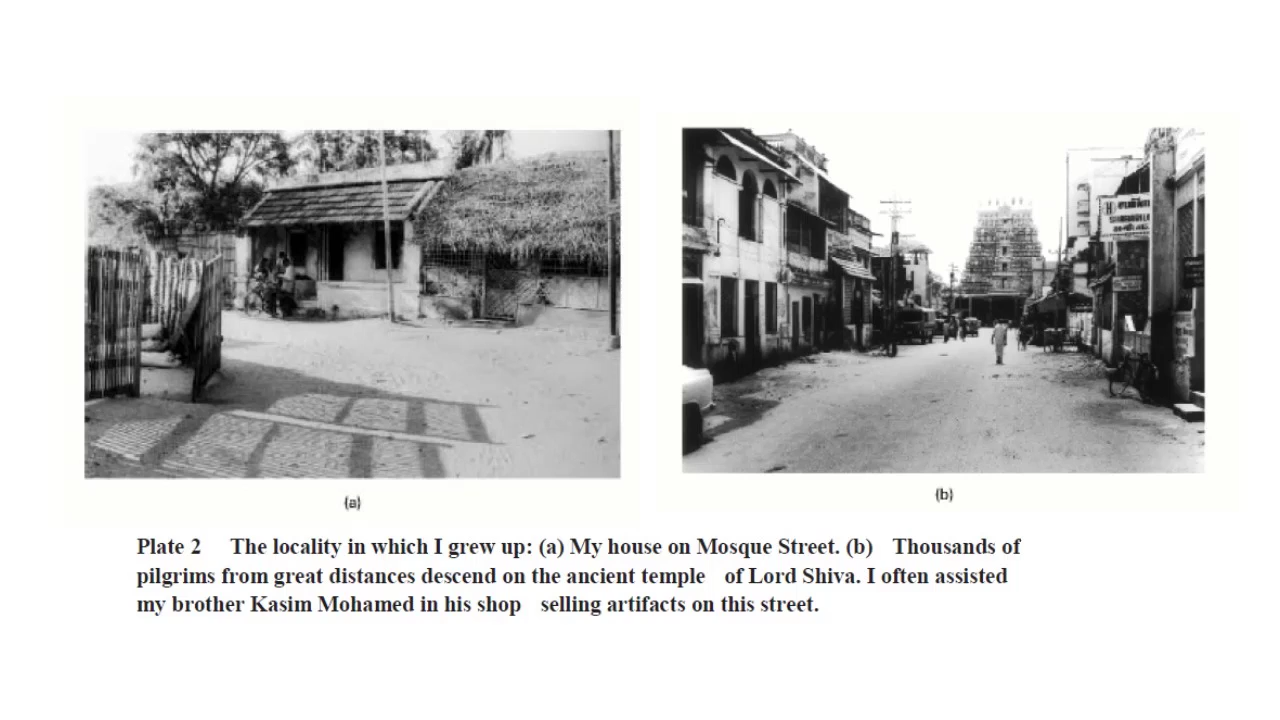 (a)
(b)
Plate 2 The locality in which I grew up: (a) My house on Mosque Street. (b) Thousands of
pilgrims from great distances descend on the ancient temple of Lord Shiva. I often assisted
my brother Kasim Mohamed in his shop selling artifacts on this street.